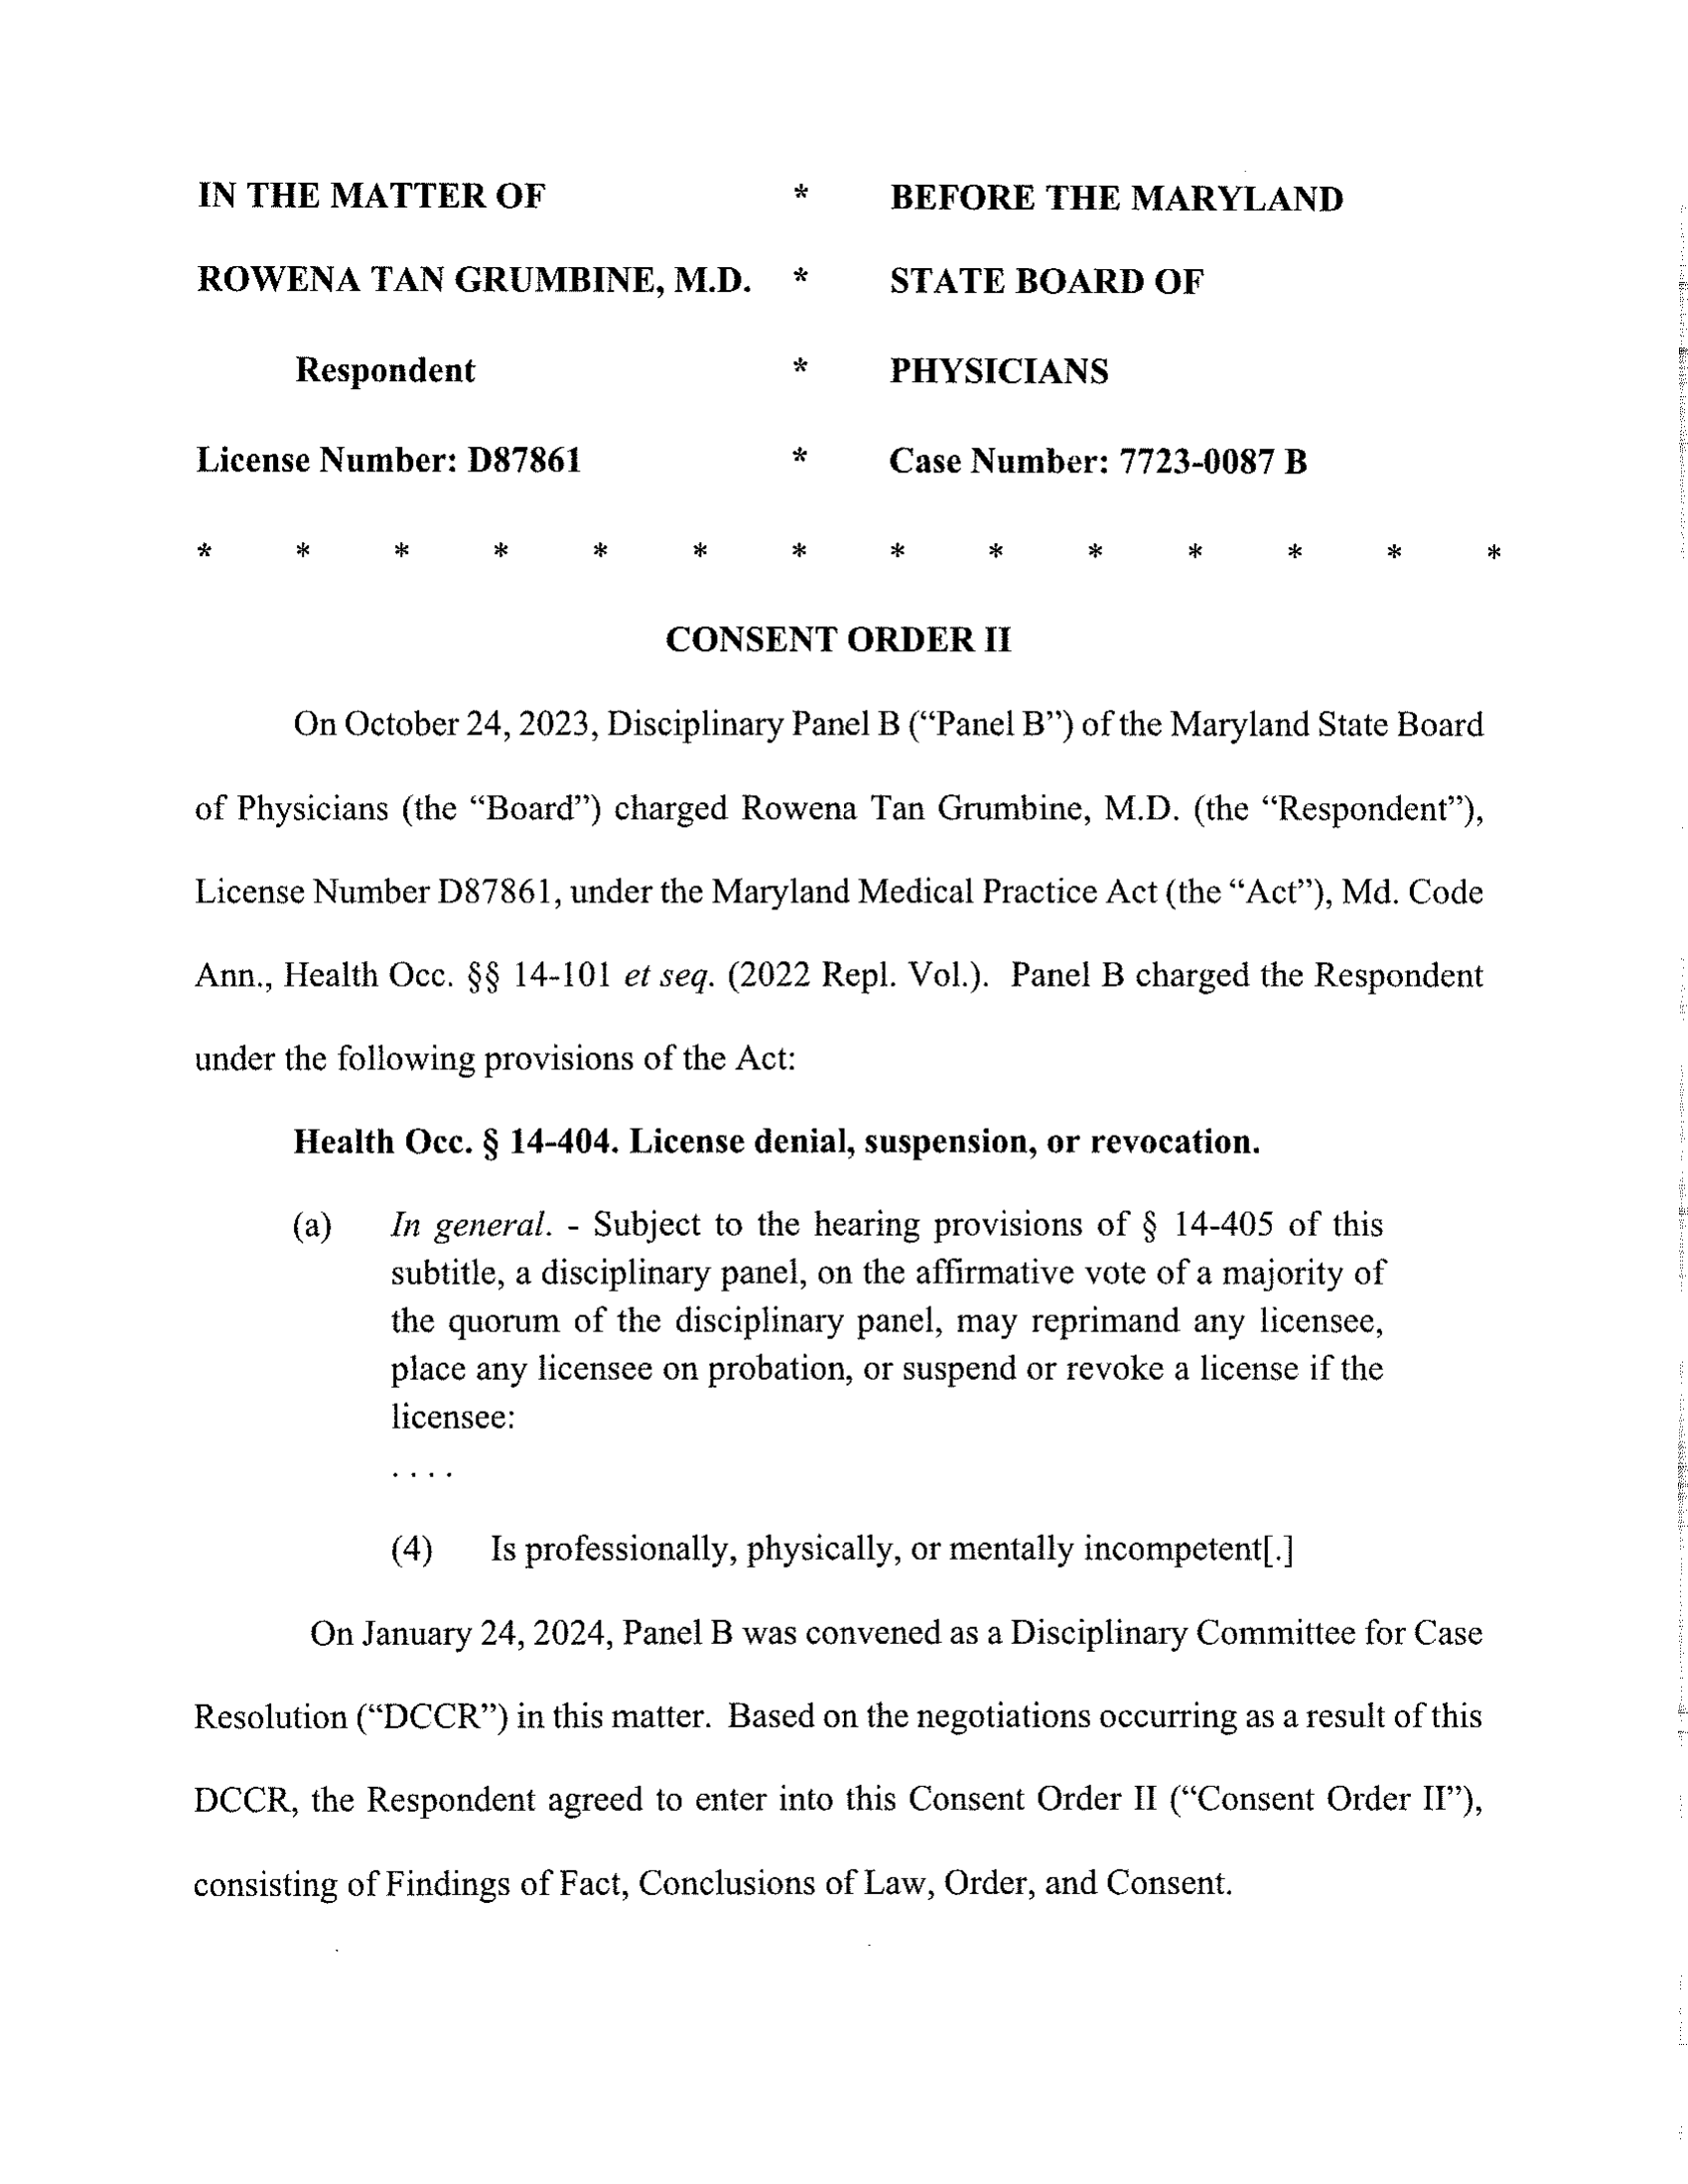 IN THE MATTER OF * BEFORE THE MARYLAND
ROWENA TAN GRUMBINE, M.D. * STATE BOARD OF
Respondent * PHYSICIANS
License Number: D87861 * Case Number: 7723-0087 B
* * * * * * * * * * * * * *
CONSENT ORDER II
On October 24, 2023, Disciplinary Panel B (“Panel B”) of the Maryland State Board
of Physicians (the “Board”) charged Rowena Tan Grumbine, M.D. (the “Respondent”),
License Number D87861, under the Maryland Medical Practice Act (the “Act”), Md. Code
Ann., Health Occ. §§ 14-101 et seq. (2022 Repl. Vol.). Panel B charged the Respondent
under the following provisions of the Act:
Health Occ. § 14-404. License denial, suspension, or revocation.
(a) In general. - Subject to the hearing provisions of § 14-405 of this
subtitle, a disciplinary panel, on the affirmative vote of a majority of
the quorum of the disciplinary panel, may reprimand any licensee,
place any licensee on probation, or suspend or revoke a license if the
licensee:
. . . .
(4) Is professionally, physically, or mentally incompetent[.]
On January 24, 2024, Panel B was convened as a Disciplinary Committee for Case
Resolution (“DCCR”) in this matter. Based on the negotiations occurring as a result of this
DCCR, the Respondent agreed to enter into this Consent Order II (“Consent Order II”),
consisting of Findings of Fact, Conclusions of Law, Order, and Consent.